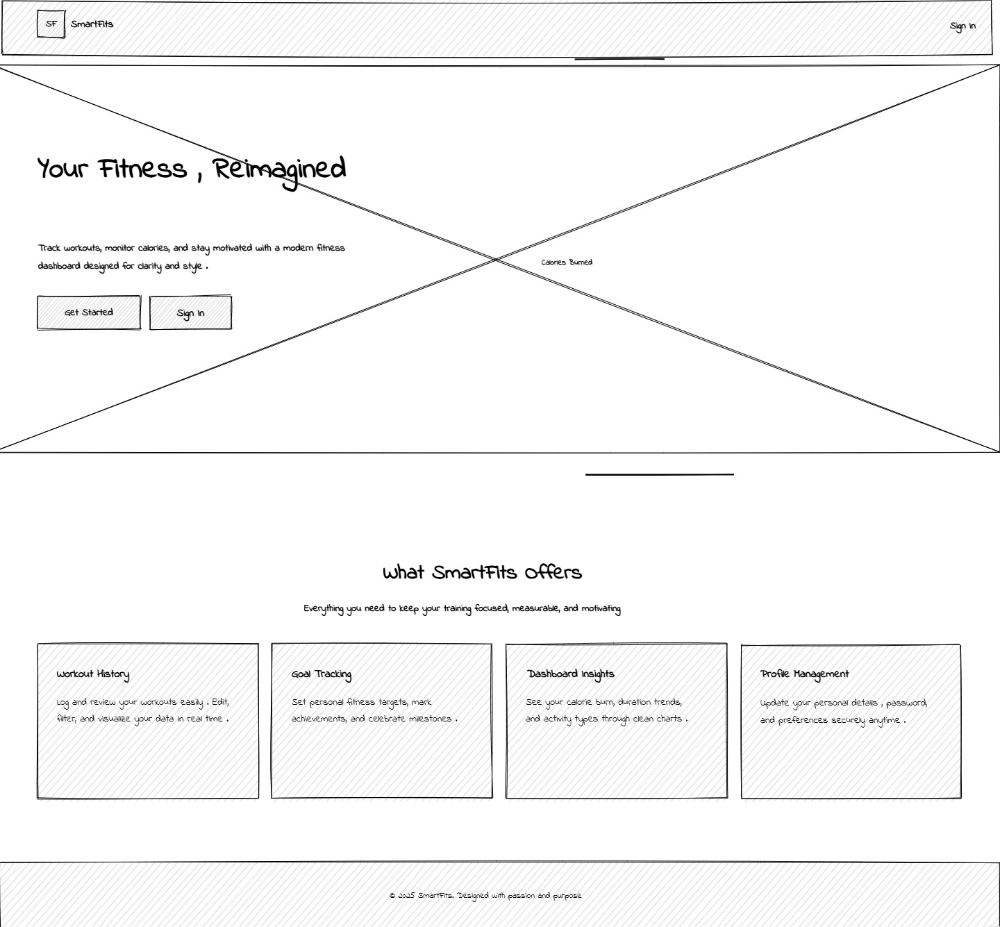 SF SmartFits
Sign In
Your Fitness , Reimagined
Track workouts, monitor calories, and stay motivated with a modern fitness
dashboard designed for clarity and style .
Calories Burned
Get Started
Sign In
What SmartFits Offers
Everything you need to keep your training focused, measurable, and motivating
Workout History
Log and review your workouts easily . Edit,
filter, and visualize your data in real time .
Goal Tracking
Set personal fitness targets, mark
achievements, and celebrate milestones .
Dashboard Insights
See your calorie burn, duration trends,
and activity types through clean charts .
Profile Management
Update your personal details , password,
and preferences securely anytime .
© 2025 SmartFits. Designed with passion and purpose